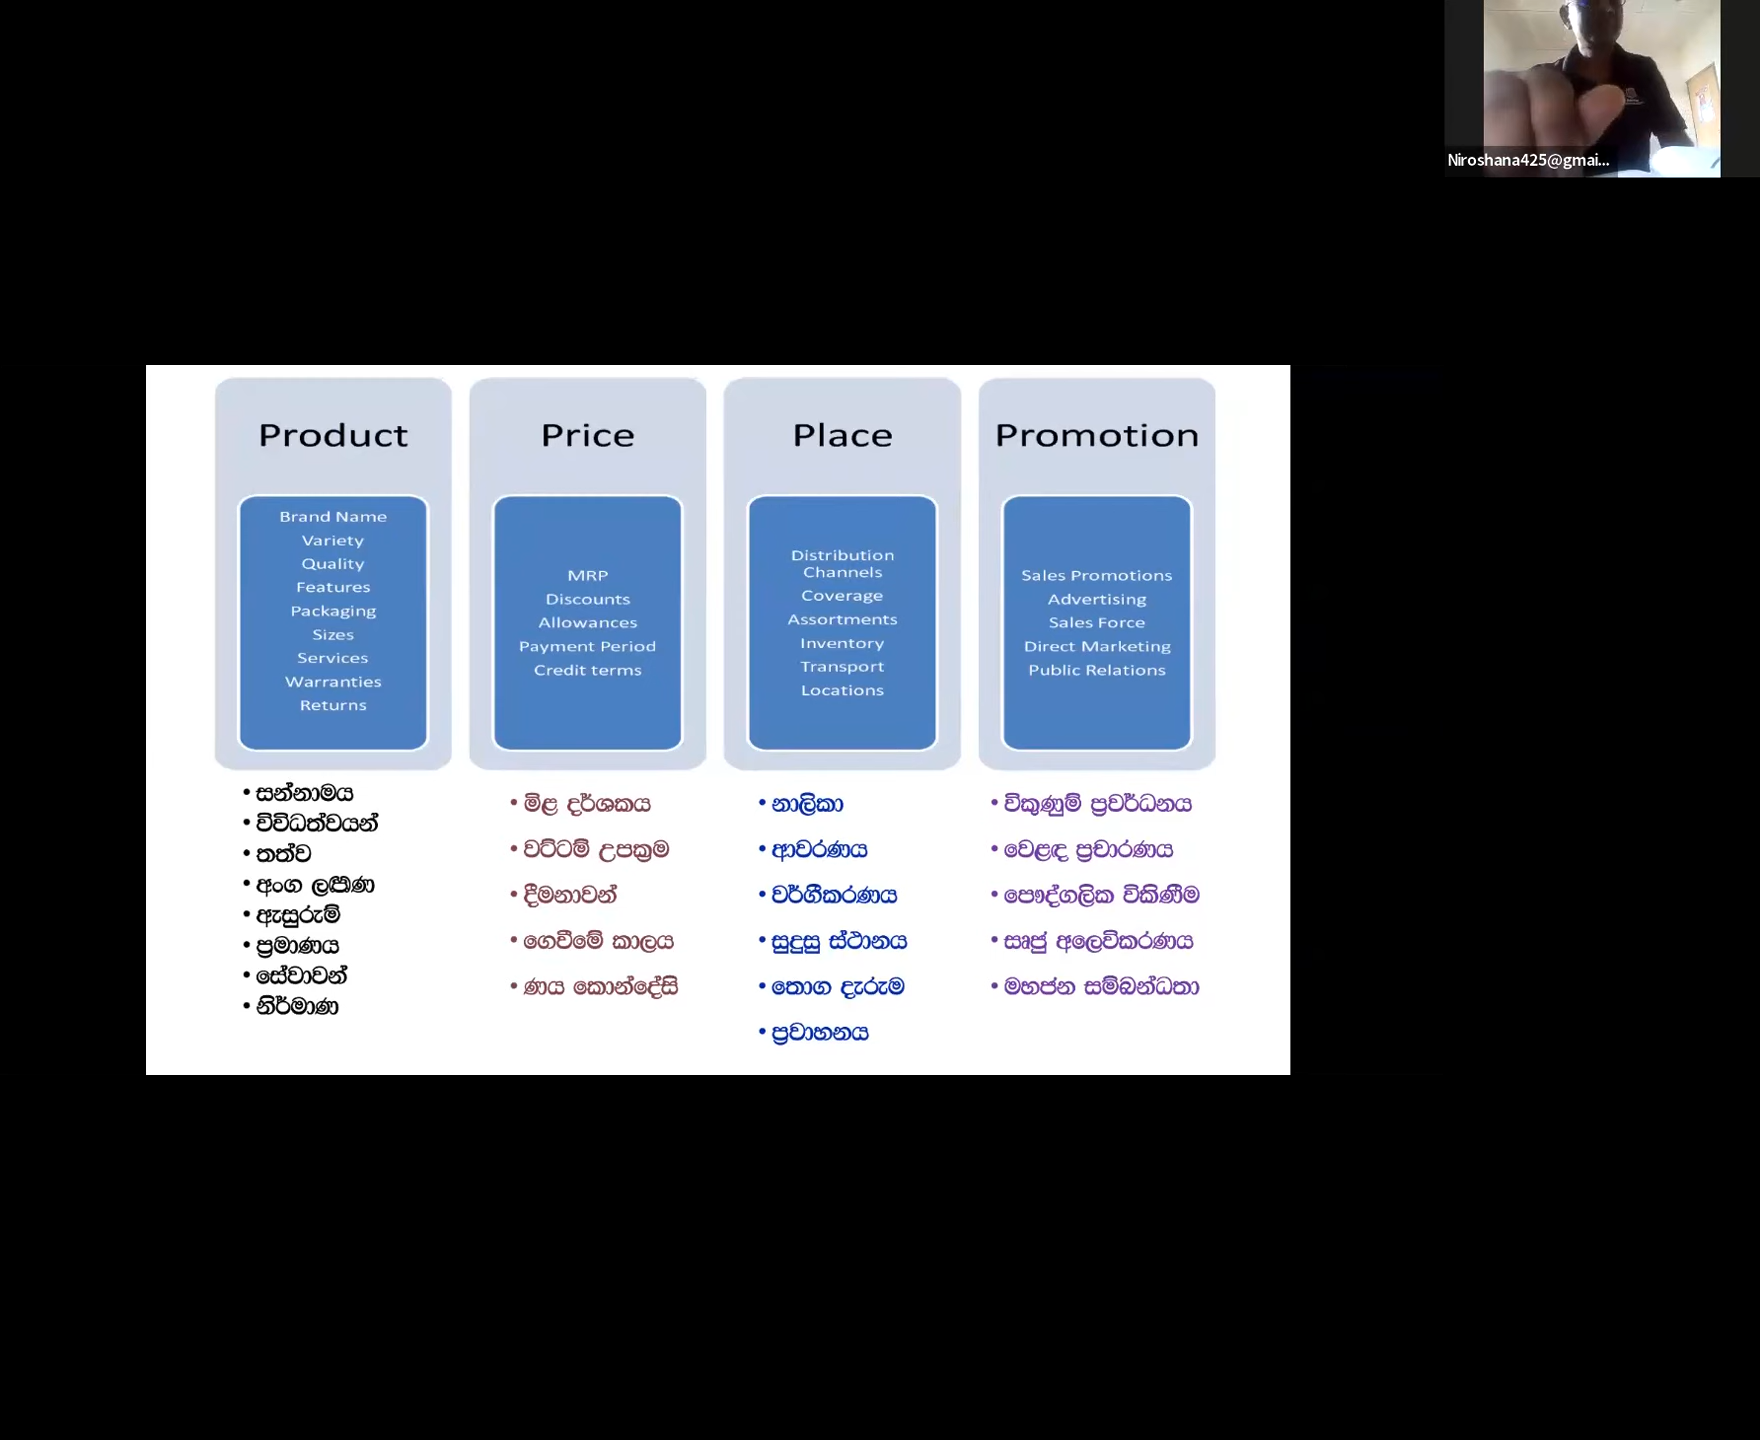 Niroshana425@gmai...
Product
Brand Name
Variety
Quality
Features
Packaging
Sizes
Services
Warranties
Returns
Price
MRP
Discounts
Allowances
Payment Period
Credit terms
Place
Distribution
Channels
Coverage
Assortments
Inventory
Transport
Locations
Promotion
Sales Promotions
Advertising
Sales Force
Direct Marketing
Public Relations
• සන්නාමය
• විවිධත්වයන්
• තත්ව
• අංග ලක්‍ෂණ
• ඇසුරුම්
• ප්‍රමාණය
• සේවාවන්
• නිර්මාණ
• මිළ දර්ශකය
• වට්ටම් උපක්‍රම
• දීමනාවන්
• ගෙවීමේ කාලය
• ණය කොන්දේසි
• නාලිකා
• ආවරණය
• වර්ගීකරණය
• සුදුසු ස්ථානය
• තොග දැරුම
• ප්‍රවාහනය
• විකුණුම් ප්‍රවර්ධනය
• වෙළඳ ප්‍රචාරණය
• පෞද්ගලික විකිණීම
• සෘජු අලෙවිකරණය
• මහජන සම්බන්ධතා